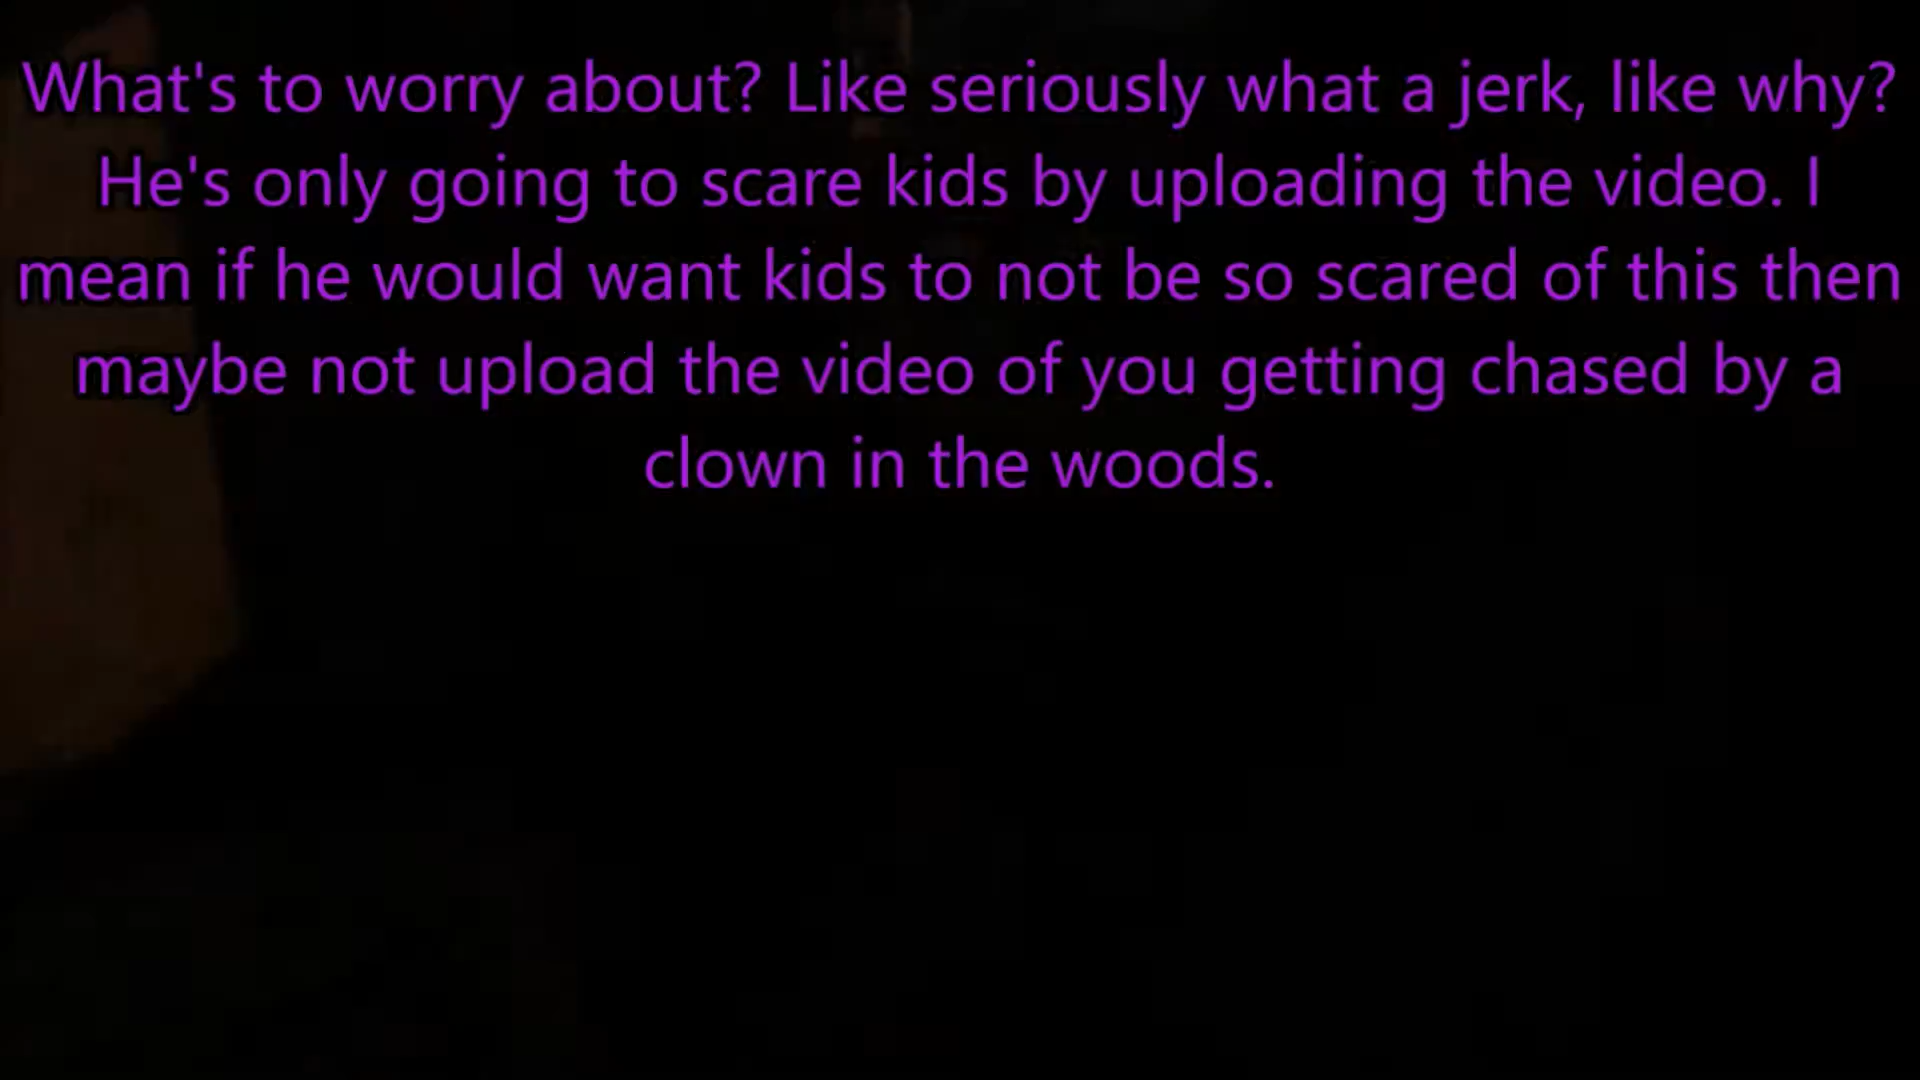 What's to worry about? Like seriously what a jerk, like why?
He's only going to scare kids by uploading the video. I
mean if he would want kids to not be so scared of this then
maybe not upload the video of you getting chased by a
clown in the woods.